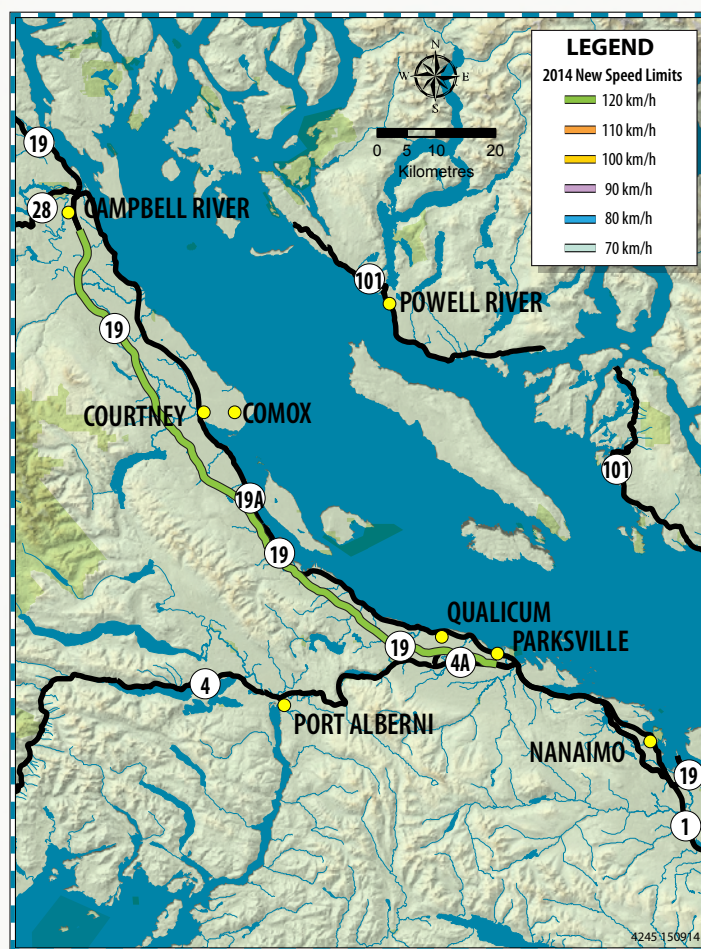 LEGEND
2014 New Speed Limits
120 km/h
110 km/h
100 km/h
90 km/h
80 km/h
70 km/h
N
W E
S
0 10 20
Kilometres
19
28
CAMPBELL RIVER
101
POWELL RIVER
19
COURTNEY
COMOX
101
19A
19
QUALICUM
PARKSVILLE
19
4A
4
PORT ALBERNI
NANAIMO
19
1
4245 150914